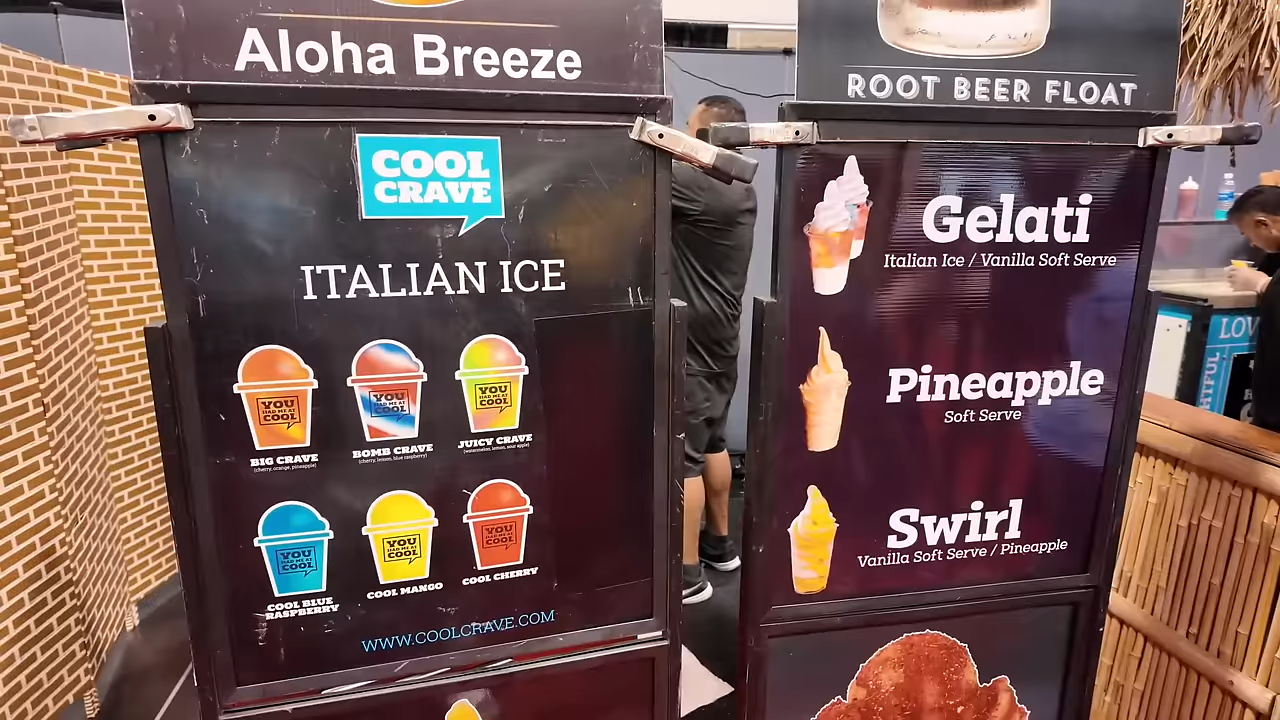 Aloha Breeze
COOL
CRAVE
ITALIAN ICE
YOU
HAD ME AT
COOL
YOU
HAD ME AT
COOL
YOU
HAD ME AT
COOL
BIG CRAVE
(cherry, orange, pineapple)
BOMB CRAVE
(cherry, lemon, blue raspberry)
JUICY CRAVE
(watermelon, lemon, sour apple)
YOU
HAD ME AT
COOL
YOU
HAD ME AT
COOL
YOU
HAD ME AT
COOL
COOL BLUE
RASPBERRY
COOL MANGO
COOL CHERRY
WWW.COOLCRAVE.COM
ROOT BEER FLOAT
Gelati
Italian Ice / Vanilla Soft Serve
Pineapple
Soft Serve
Swirl
Vanilla Soft Serve / Pineapple
LOV